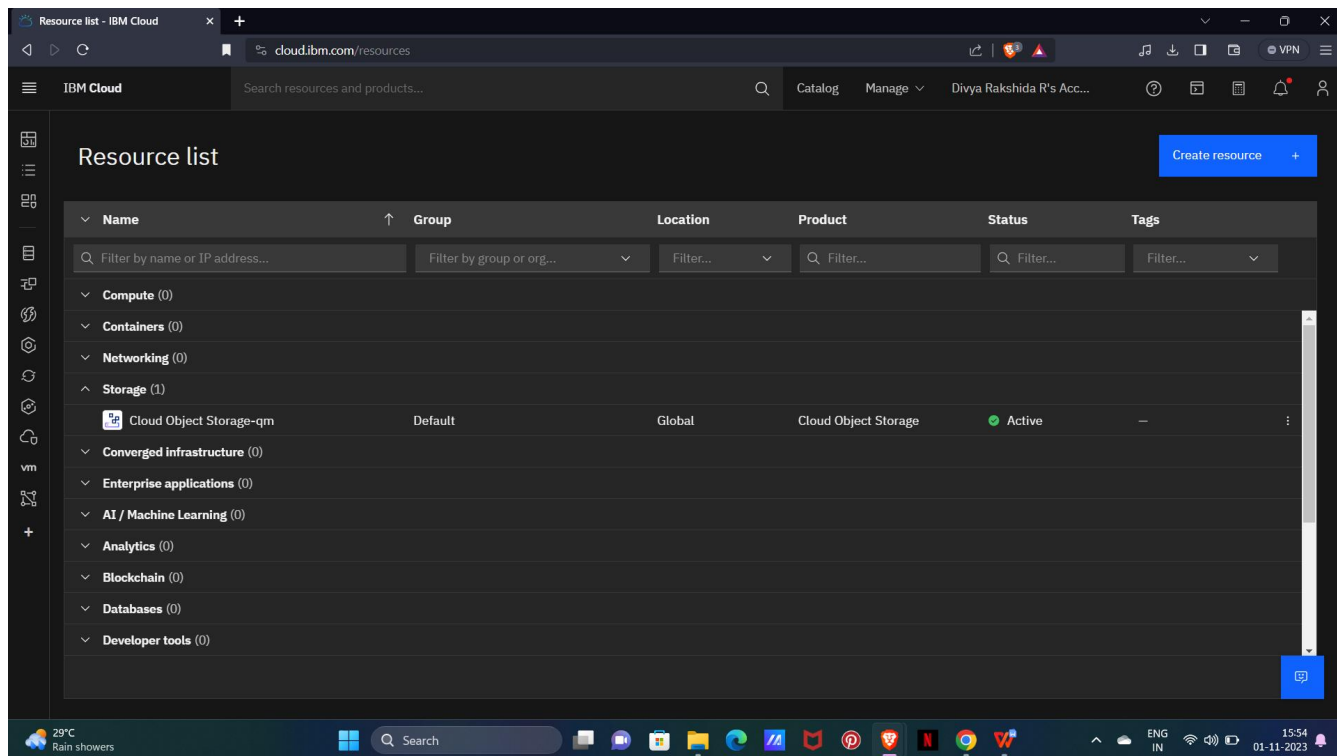 Resource list - IBM Cloud
cloud.ibm.com/resources
3
VPN
IBM Cloud
Search resources and products...
Catalog
Manage
Divya Rakshida R's Acc...
Resource list
Create resource +
Name
Group
Location
Product
Status
Tags
Filter by name or IP address...
Filter by group or org...
Filter...
Filter...
Filter...
Filter...
Compute (0)
Containers (0)
Networking (0)
Storage (1)
Cloud Object Storage-qm
Default
Global
Cloud Object Storage
Active
—
Converged infrastructure (0)
Enterprise applications (0)
vm
AI / Machine Learning (0)
Analytics (0)
Blockchain (0)
Databases (0)
Developer tools (0)
29°C
Rain showers
Search
ENG
IN
15:54
01-11-2023